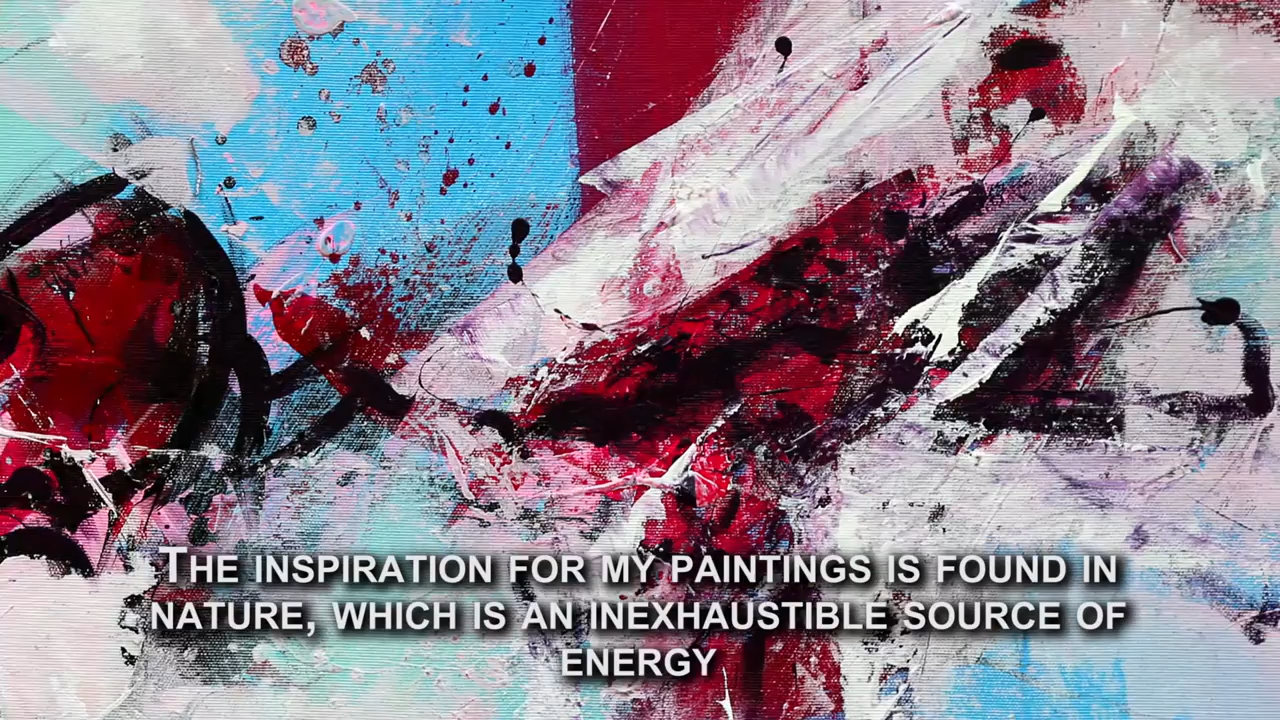 The inspiration for my paintings is found in
nature, which is an inexhaustible source of
energy